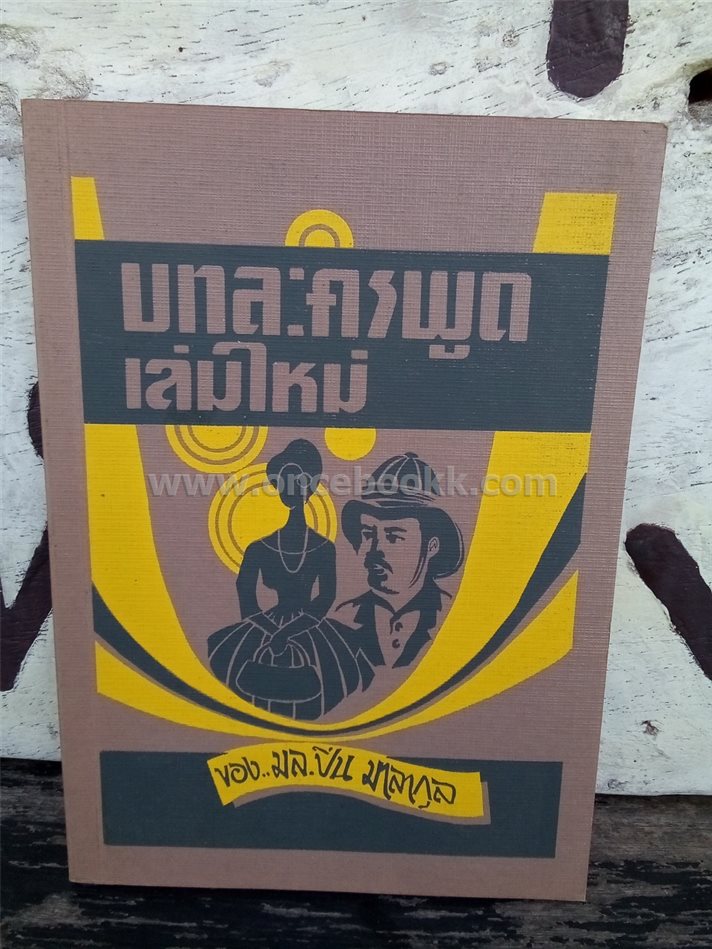 บทละครพูด
เล่มใหม่
www.oncebookk.com
ของ..มล.ปิ่น มาลากุล